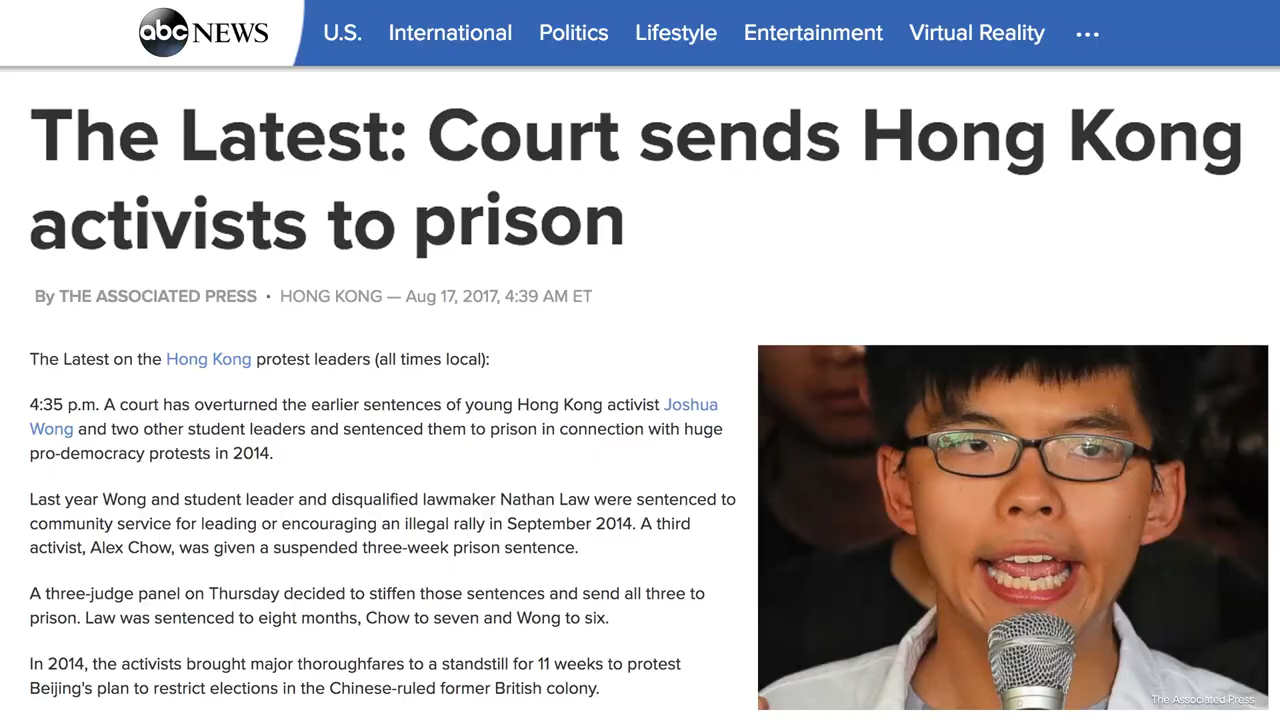 abc NEWS U.S. International Politics Lifestyle Entertainment Virtual Reality ...
The Latest: Court sends Hong Kong
activists to prison
By THE ASSOCIATED PRESS • HONG KONG — Aug 17, 2017, 4:39 AM ET
The Latest on the Hong Kong protest leaders (all times local):
4:35 p.m. A court has overturned the earlier sentences of young Hong Kong activist Joshua
Wong and two other student leaders and sentenced them to prison in connection with huge
pro-democracy protests in 2014.
Last year Wong and student leader and disqualified lawmaker Nathan Law were sentenced to
community service for leading or encouraging an illegal rally in September 2014. A third
activist, Alex Chow, was given a suspended three-week prison sentence.
A three-judge panel on Thursday decided to stiffen those sentences and send all three to
prison. Law was sentenced to eight months, Chow to seven and Wong to six.
In 2014, the activists brought major thoroughfares to a standstill for 11 weeks to protest
Beijing's plan to restrict elections in the Chinese-ruled former British colony.
The Associated Press